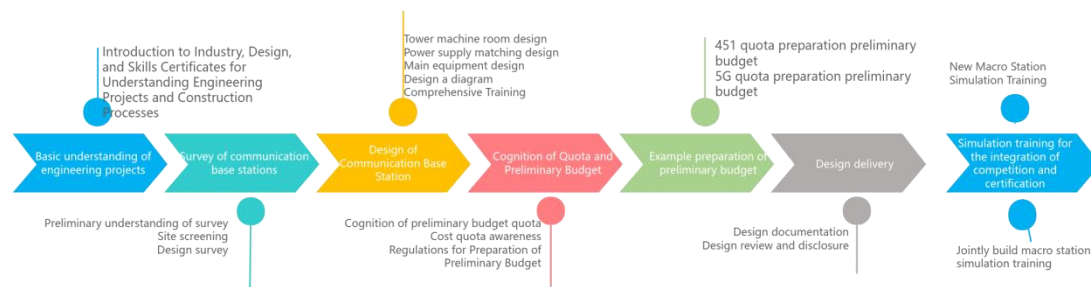 Introduction to Industry, Design,
and Skills Certificates for
Understanding Engineering
Projects and Construction
Processes
Tower machine room design
Power supply matching design
Main equipment design
Design a diagram
Comprehensive Training
451 quota preparation preliminary
budget
5G quota preparation preliminary
budget
New Macro Station
Simulation Training
Basic understanding of
engineering projects
Survey of communication
base stations
Design of
Communication Base
Station
Cognition of Quota and
Preliminary Budget
Example preparation of
preliminary budget
Design delivery
Simulation training for
the integration of
competition and
certification
Preliminary understanding of survey
Site screening
Design survey
Cognition of preliminary budget quota
Cost quota awareness
Regulations for Preparation of
Preliminary Budget
Design documentation
Design review and disclosure
Jointly build macro station
simulation training